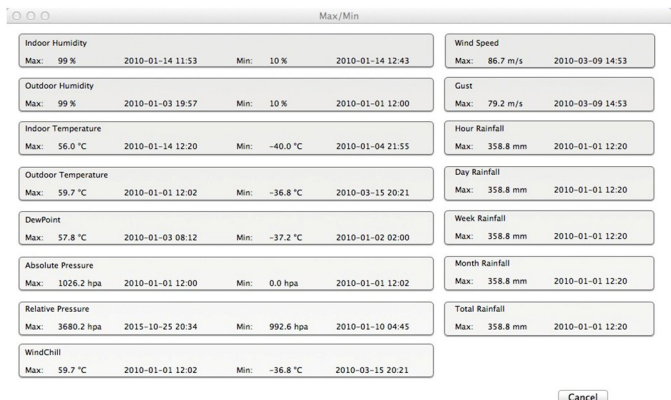 Max/Min
Indoor Humidity
Max: 99 % 2010-01-14 11:53 Min: 10 % 2010-01-14 12:43
Outdoor Humidity
Max: 99 % 2010-01-03 19:57 Min: 10 % 2010-01-01 12:00
Indoor Temperature
Max: 56.0 °C 2010-01-14 12:20 Min: -40.0 °C 2010-01-04 21:55
Outdoor Temperature
Max: 59.7 °C 2010-01-01 12:02 Min: -36.8 °C 2010-03-15 20:21
DewPoint
Max: 57.8 °C 2010-01-03 08:12 Min: -37.2 °C 2010-01-02 02:00
Absolute Pressure
Max: 1026.2 hpa 2010-01-01 12:00 Min: 0.0 hpa 2010-01-01 12:02
Relative Pressure
Max: 3680.2 hpa 2015-10-25 20:34 Min: 992.6 hpa 2010-01-10 04:45
WindChill
Max: 59.7 °C 2010-01-01 12:02 Min: -36.8 °C 2010-03-15 20:21
Wind Speed
Max: 86.7 m/s 2010-03-09 14:53
Gust
Max: 79.2 m/s 2010-03-09 14:53
Hour Rainfall
Max: 358.8 mm 2010-01-01 12:20
Day Rainfall
Max: 358.8 mm 2010-01-01 12:20
Week Rainfall
Max: 358.8 mm 2010-01-01 12:20
Month Rainfall
Max: 358.8 mm 2010-01-01 12:20
Total Rainfall
Max: 358.8 mm 2010-01-01 12:20
Cancel